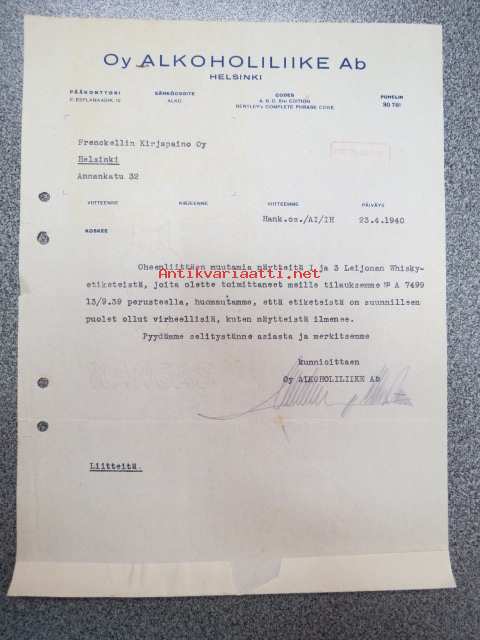 Oy ALKOHOLILIIKE Ab
HELSINKI
PÄÄKONTTORI
SÄHKÖOSOITE
ALKO
CODES
A. B. C. 6TH EDITION
BENTLEY'S COMPLETE PHRASE CODE
PUHELIN
30 761
Frenckellin Kirjapaino Oy
Helsinki
Annankatu 32
VIITTEENNE
KIRJEENNE
VIITTEEMME
PÄIVÄYS
Hank.os./AI/IH
23.4.1940
KOSKEE
Oheenliittäen muutamia näytteitä 1 ja 3 Leijonan Whisky-
Antikvariaatti.net
etiketeistä, joita olette toimittaneet meille tilauksemme № A 7499
13/9.39 perusteella, huomautamme, että etiketeistä on suunnilleen
puolet ollut virheellisiä, kuten näytteistä ilmenee.
Pyydämme selitystänne asiasta ja merkitsemme
kunnioittaen
Oy ALKOHOLILIIKE Ab
Liitteitä.